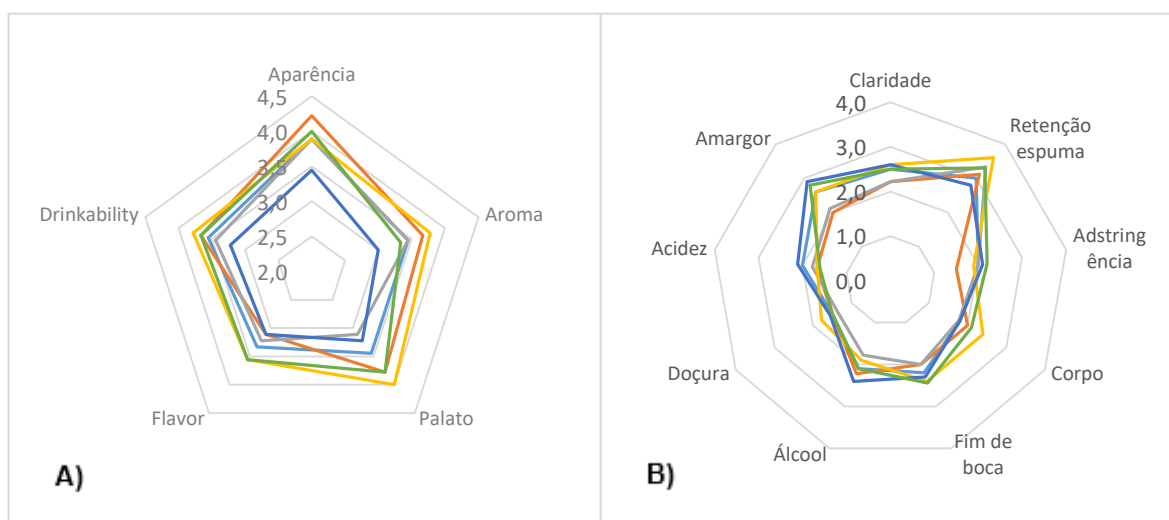 Aparência
4,5
4,0
3,5
3,0
2,5
2,0
Aroma
Palato
Flavor
Drinkability
A)
Claridade
4,0
3,0
2,0
1,0
0,0
Retenção
espuma
Adstring
ência
Corpo
Fim de
boca
Álcool
Doçura
Acidez
Amargor
B)